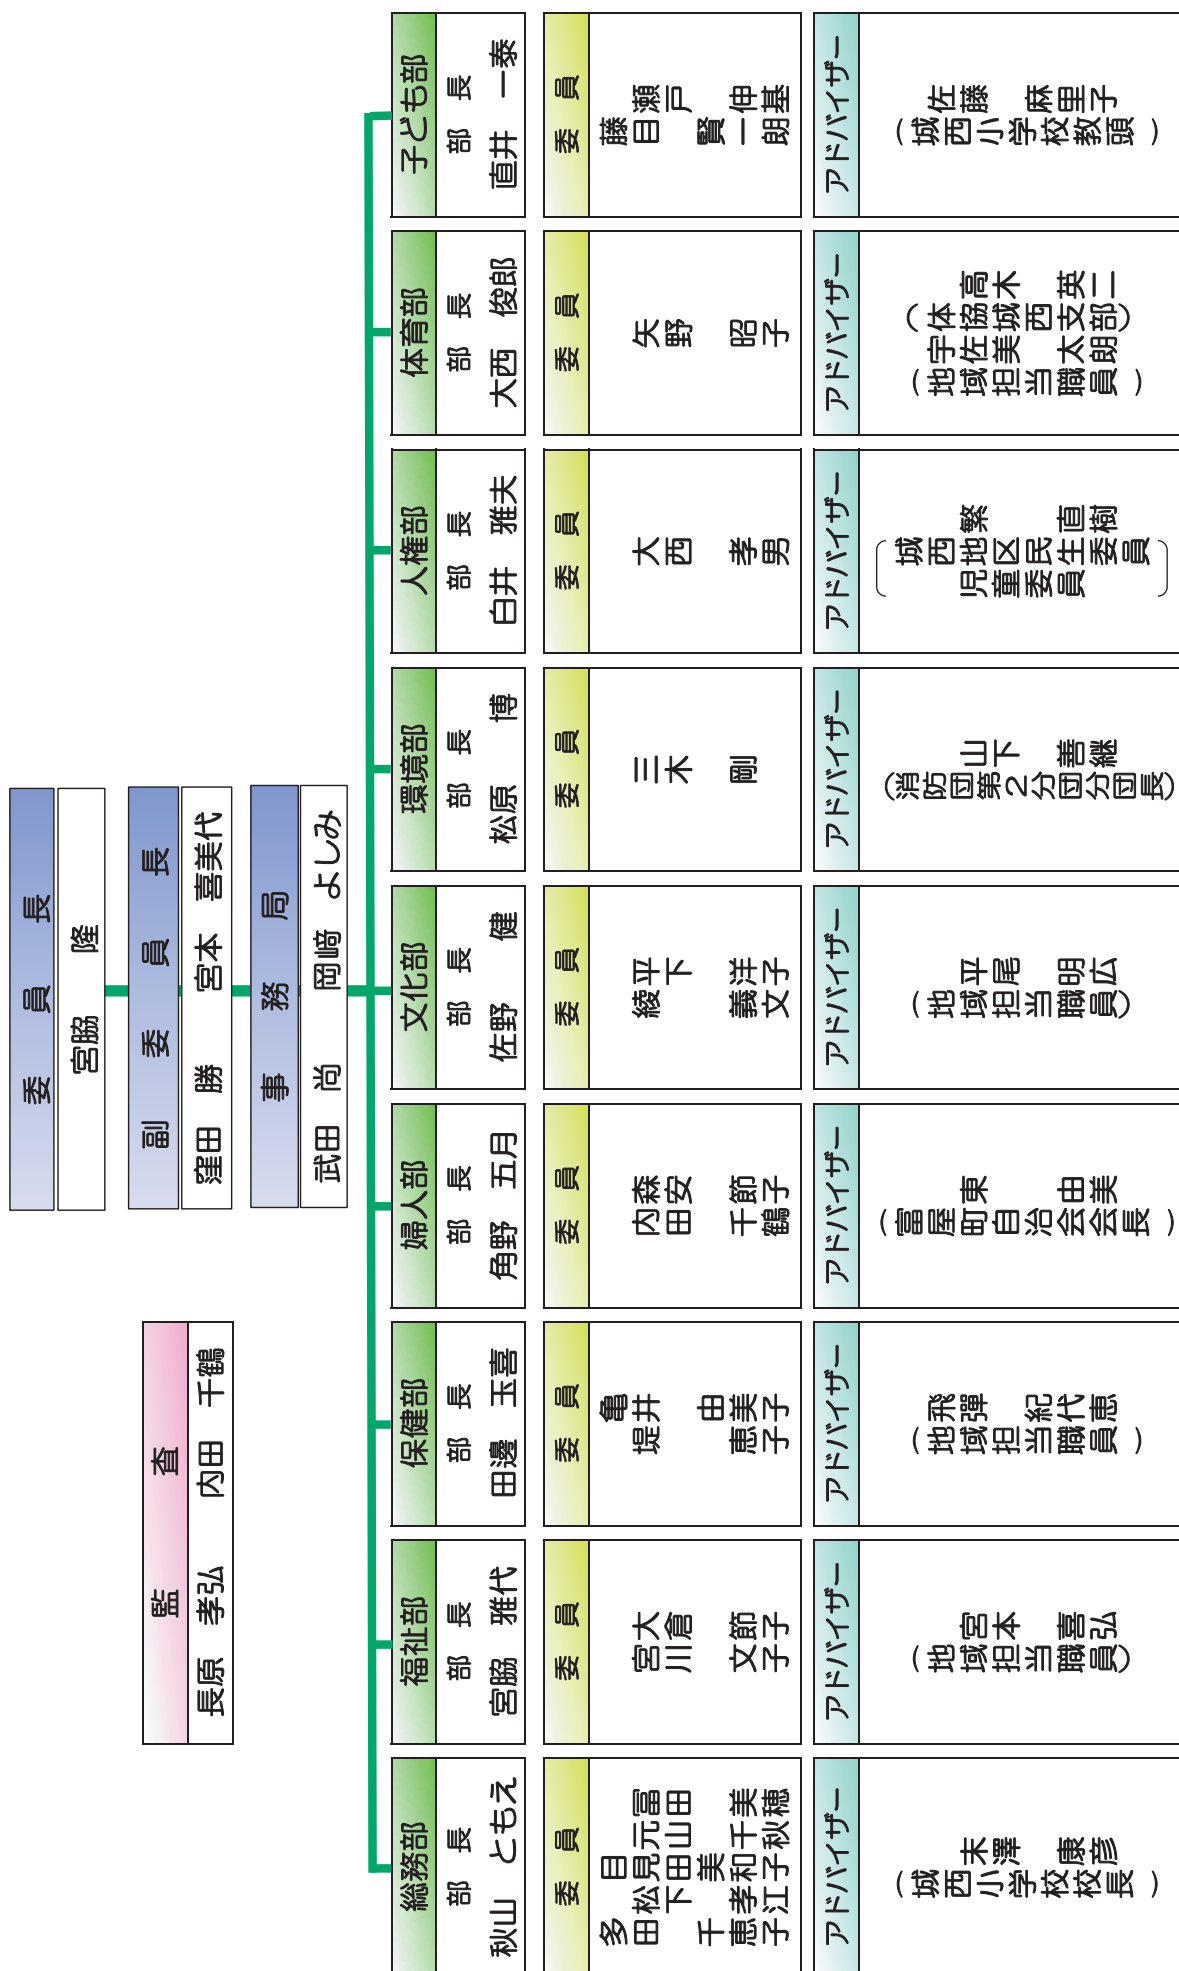 委員長
宮脇　隆
副委員長
窪田　勝　宮本　喜美代
事務局
武田　尚　岡﨑　よしみ
監査
長原　孝弘　内田　千鶴
総務部
部長
秋山　ともえ
委員
富田　美穂
元山　千秋
目見田　美和子
松下　孝江
多田　千恵子
アドバイザー
末澤　康彦
（城西小学校校長）
福祉部
部長
宮脇　雅代
委員
大倉　節子
宮川　文子
アドバイザー
宮本　喜弘
（地域担当職員）
保健部
部長
田邊　玉喜
委員
亀井　由美子
堤　恵子
アドバイザー
飛彈　紀代恵
（地域担当職員）
婦人部
部長
角野　五月
委員
森安　節子
内田　千鶴
アドバイザー
東　由美
（富屋町自治会会長）
文化部
部長
佐野　健
委員
平下　洋子
綾　義文
アドバイザー
平尾　明広
（地域担当職員）
環境部
部長
松原　博
委員
三木　剛
アドバイザー
山下　善継
（消防団第2分団分団長）
人権部
部長
白井　雅夫
委員
大西　孝男
アドバイザー
繁　直樹
（城西地区民生委員
児童委員）
体育部
部長
大西　俊郎
委員
矢野　昭子
アドバイザー
高木　英二
（体協城西支部）
宇佐美　太朗
（地域担当職員）
子ども部
部長
直井　一泰
委員
瀬戸　伸基
藤目　賢一朗
アドバイザー
佐藤　麻里子
（城西小学校教頭）